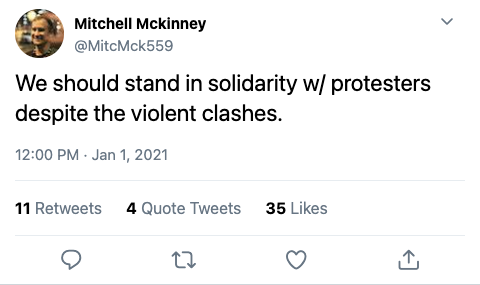 Mitchell Mckinney
@MitcMck559
We should stand in solidarity w/ protesters
despite the violent clashes.
12:00 PM · Jan 1, 2021
11 Retweets 4 Quote Tweets 35 Likes